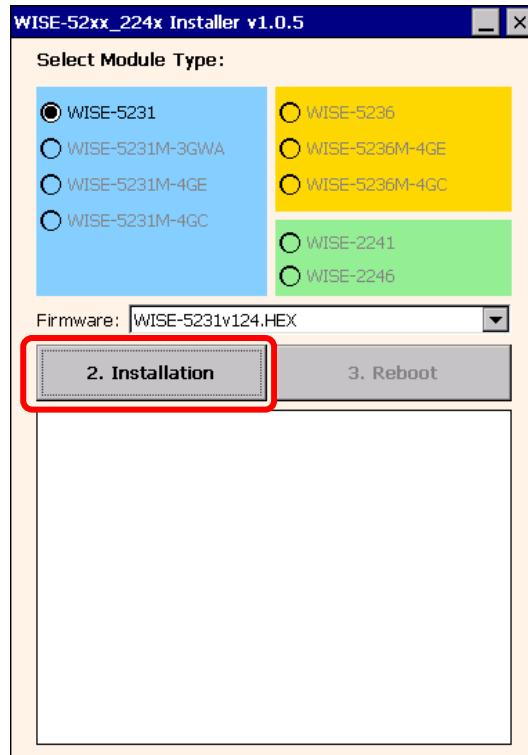 WISE-52xx_224x Installer v1.0.5
Select Module Type:
WISE-5231
WISE-5231M-3GWA
WISE-5231M-4GE
WISE-5231M-4GC
WISE-5236
WISE-5236M-4GE
WISE-5236M-4GC
WISE-2241
WISE-2246
Firmware: WISE-5231v124.HEX
2. Installation 3. Reboot